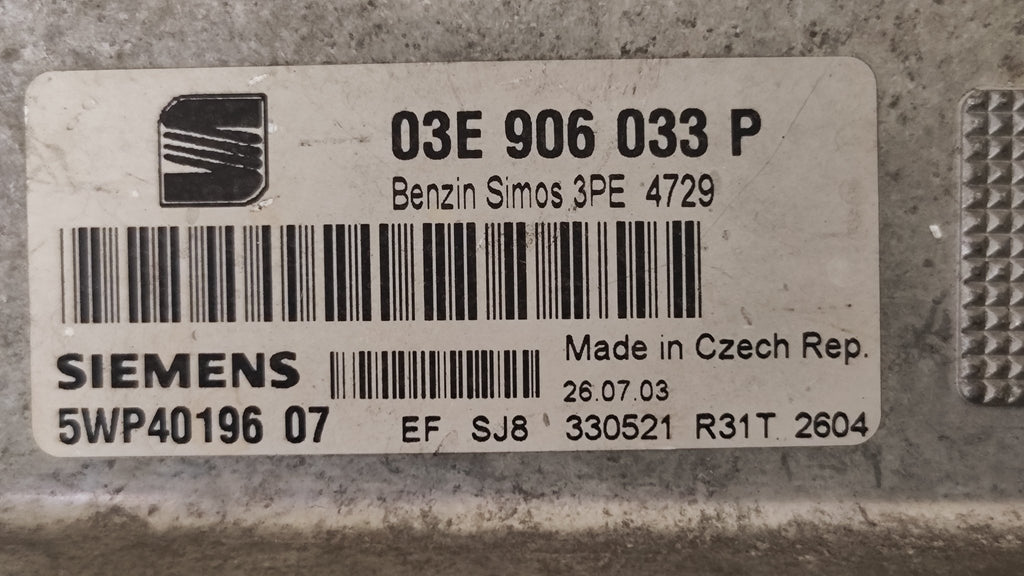 03E 906 033 P
Benzin Simos 3PE 4729
SIEMENS
Made in Czech Rep.
26.07.03
5WP40196 07
EF SJ8 330521 R31T 2604